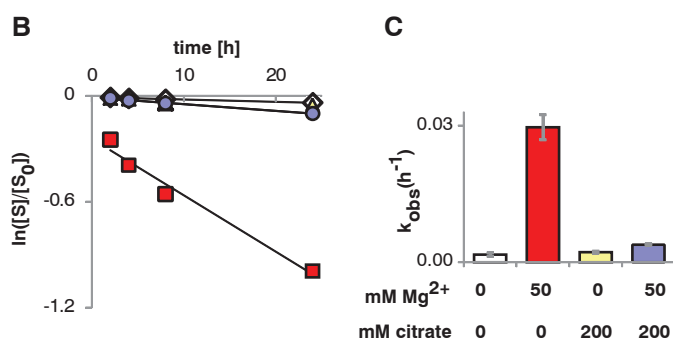 B
time [h]
0 10 20
0
-0.6
-1.2
ln([S]/[S0])
C
kobs(h-1)
0.03
0.00
mM Mg2+ 0 50 0 50
mM citrate 0 0 200 200